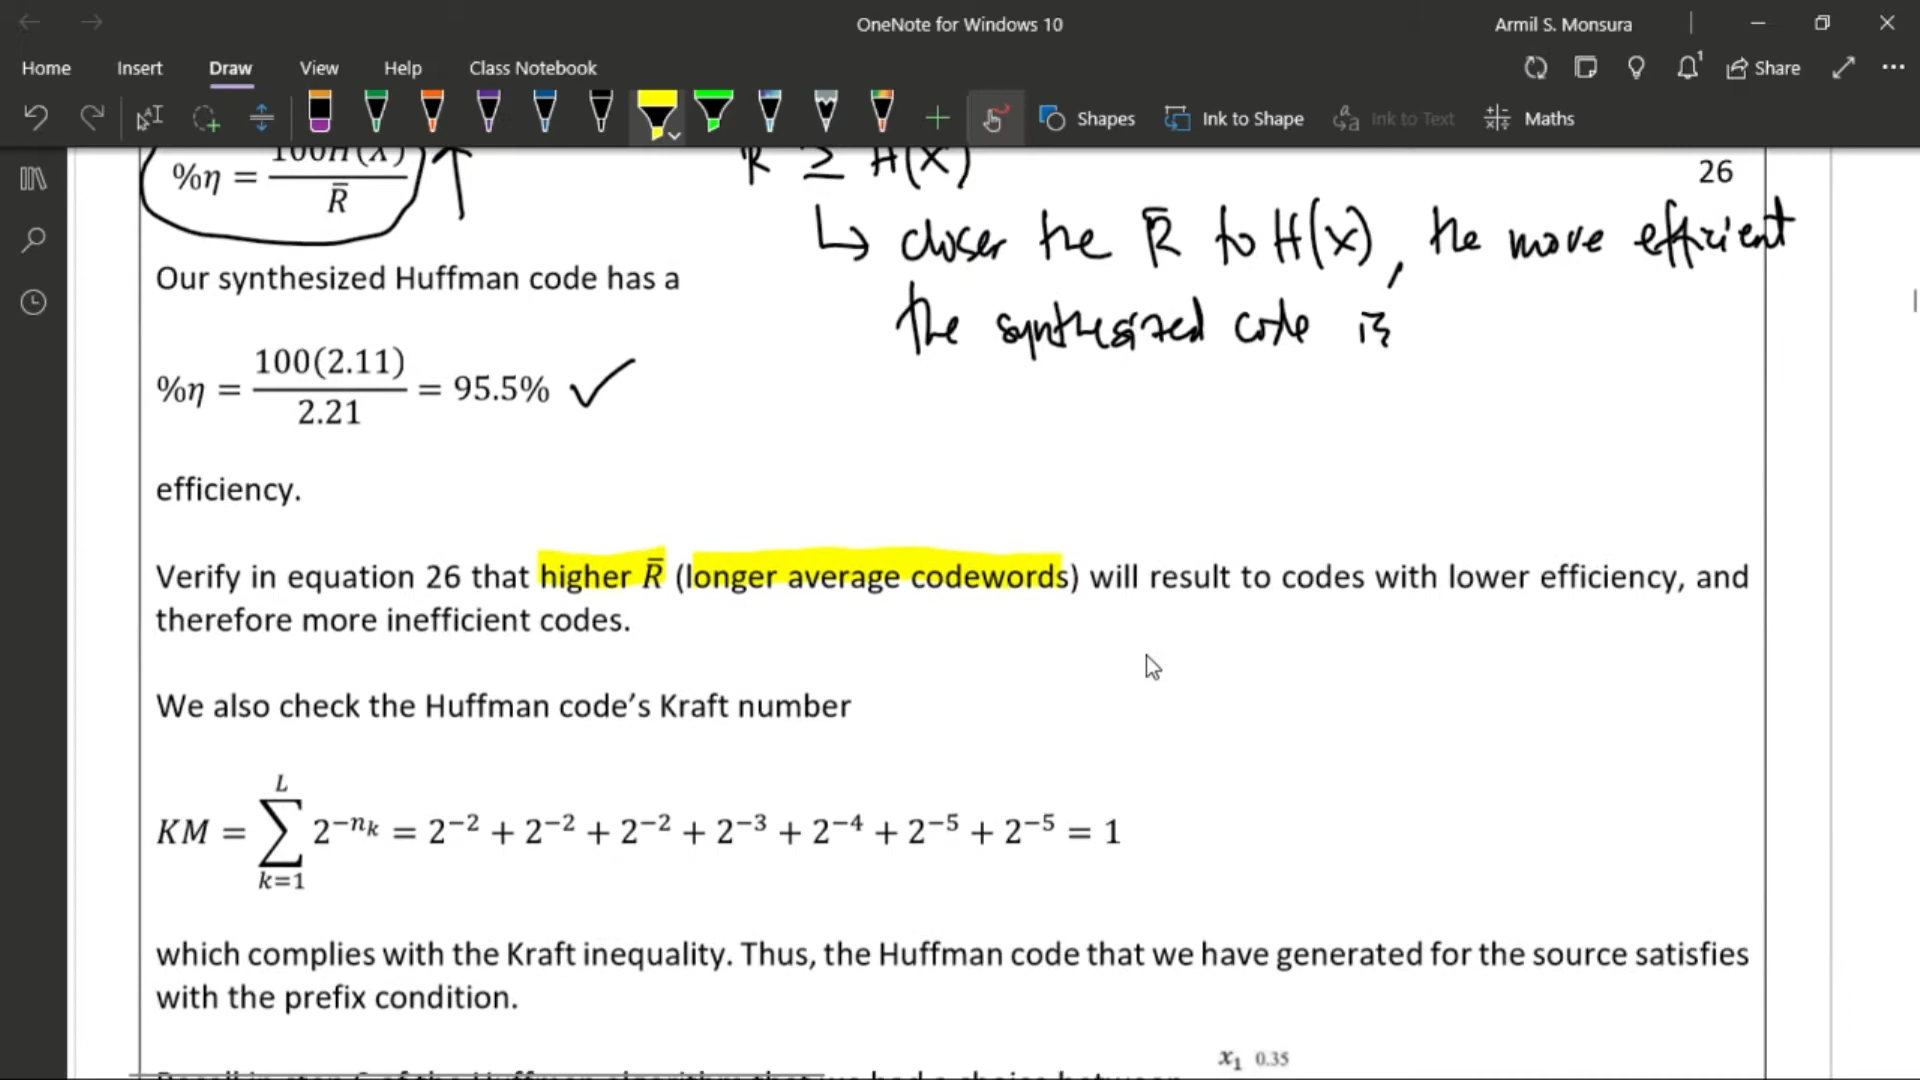 OneNote for Windows 10
Armil S. Monsura
Home Insert Draw View Help Class Notebook
Share
Shapes Ink to Shape Ink to Text Maths
%η = 100H(X) / R̄
R̄ ≥ H(X)
26
↳ closer the R̄ to H(X), the more efficient
the synthesized code is
Our synthesized Huffman code has a
%η = 100(2.11) / 2.21 = 95.5% ✓
efficiency.
Verify in equation 26 that higher R̄ (longer average codewords) will result to codes with lower efficiency, and
therefore more inefficient codes.
We also check the Huffman code’s Kraft number
KM = ∑_{k=1}^{L} 2^{−n_k} = 2^{−2} + 2^{−2} + 2^{−2} + 2^{−3} + 2^{−4} + 2^{−5} + 2^{−5} = 1
which complies with the Kraft inequality. Thus, the Huffman code that we have generated for the source satisfies
with the prefix condition.
x₁ 0.35